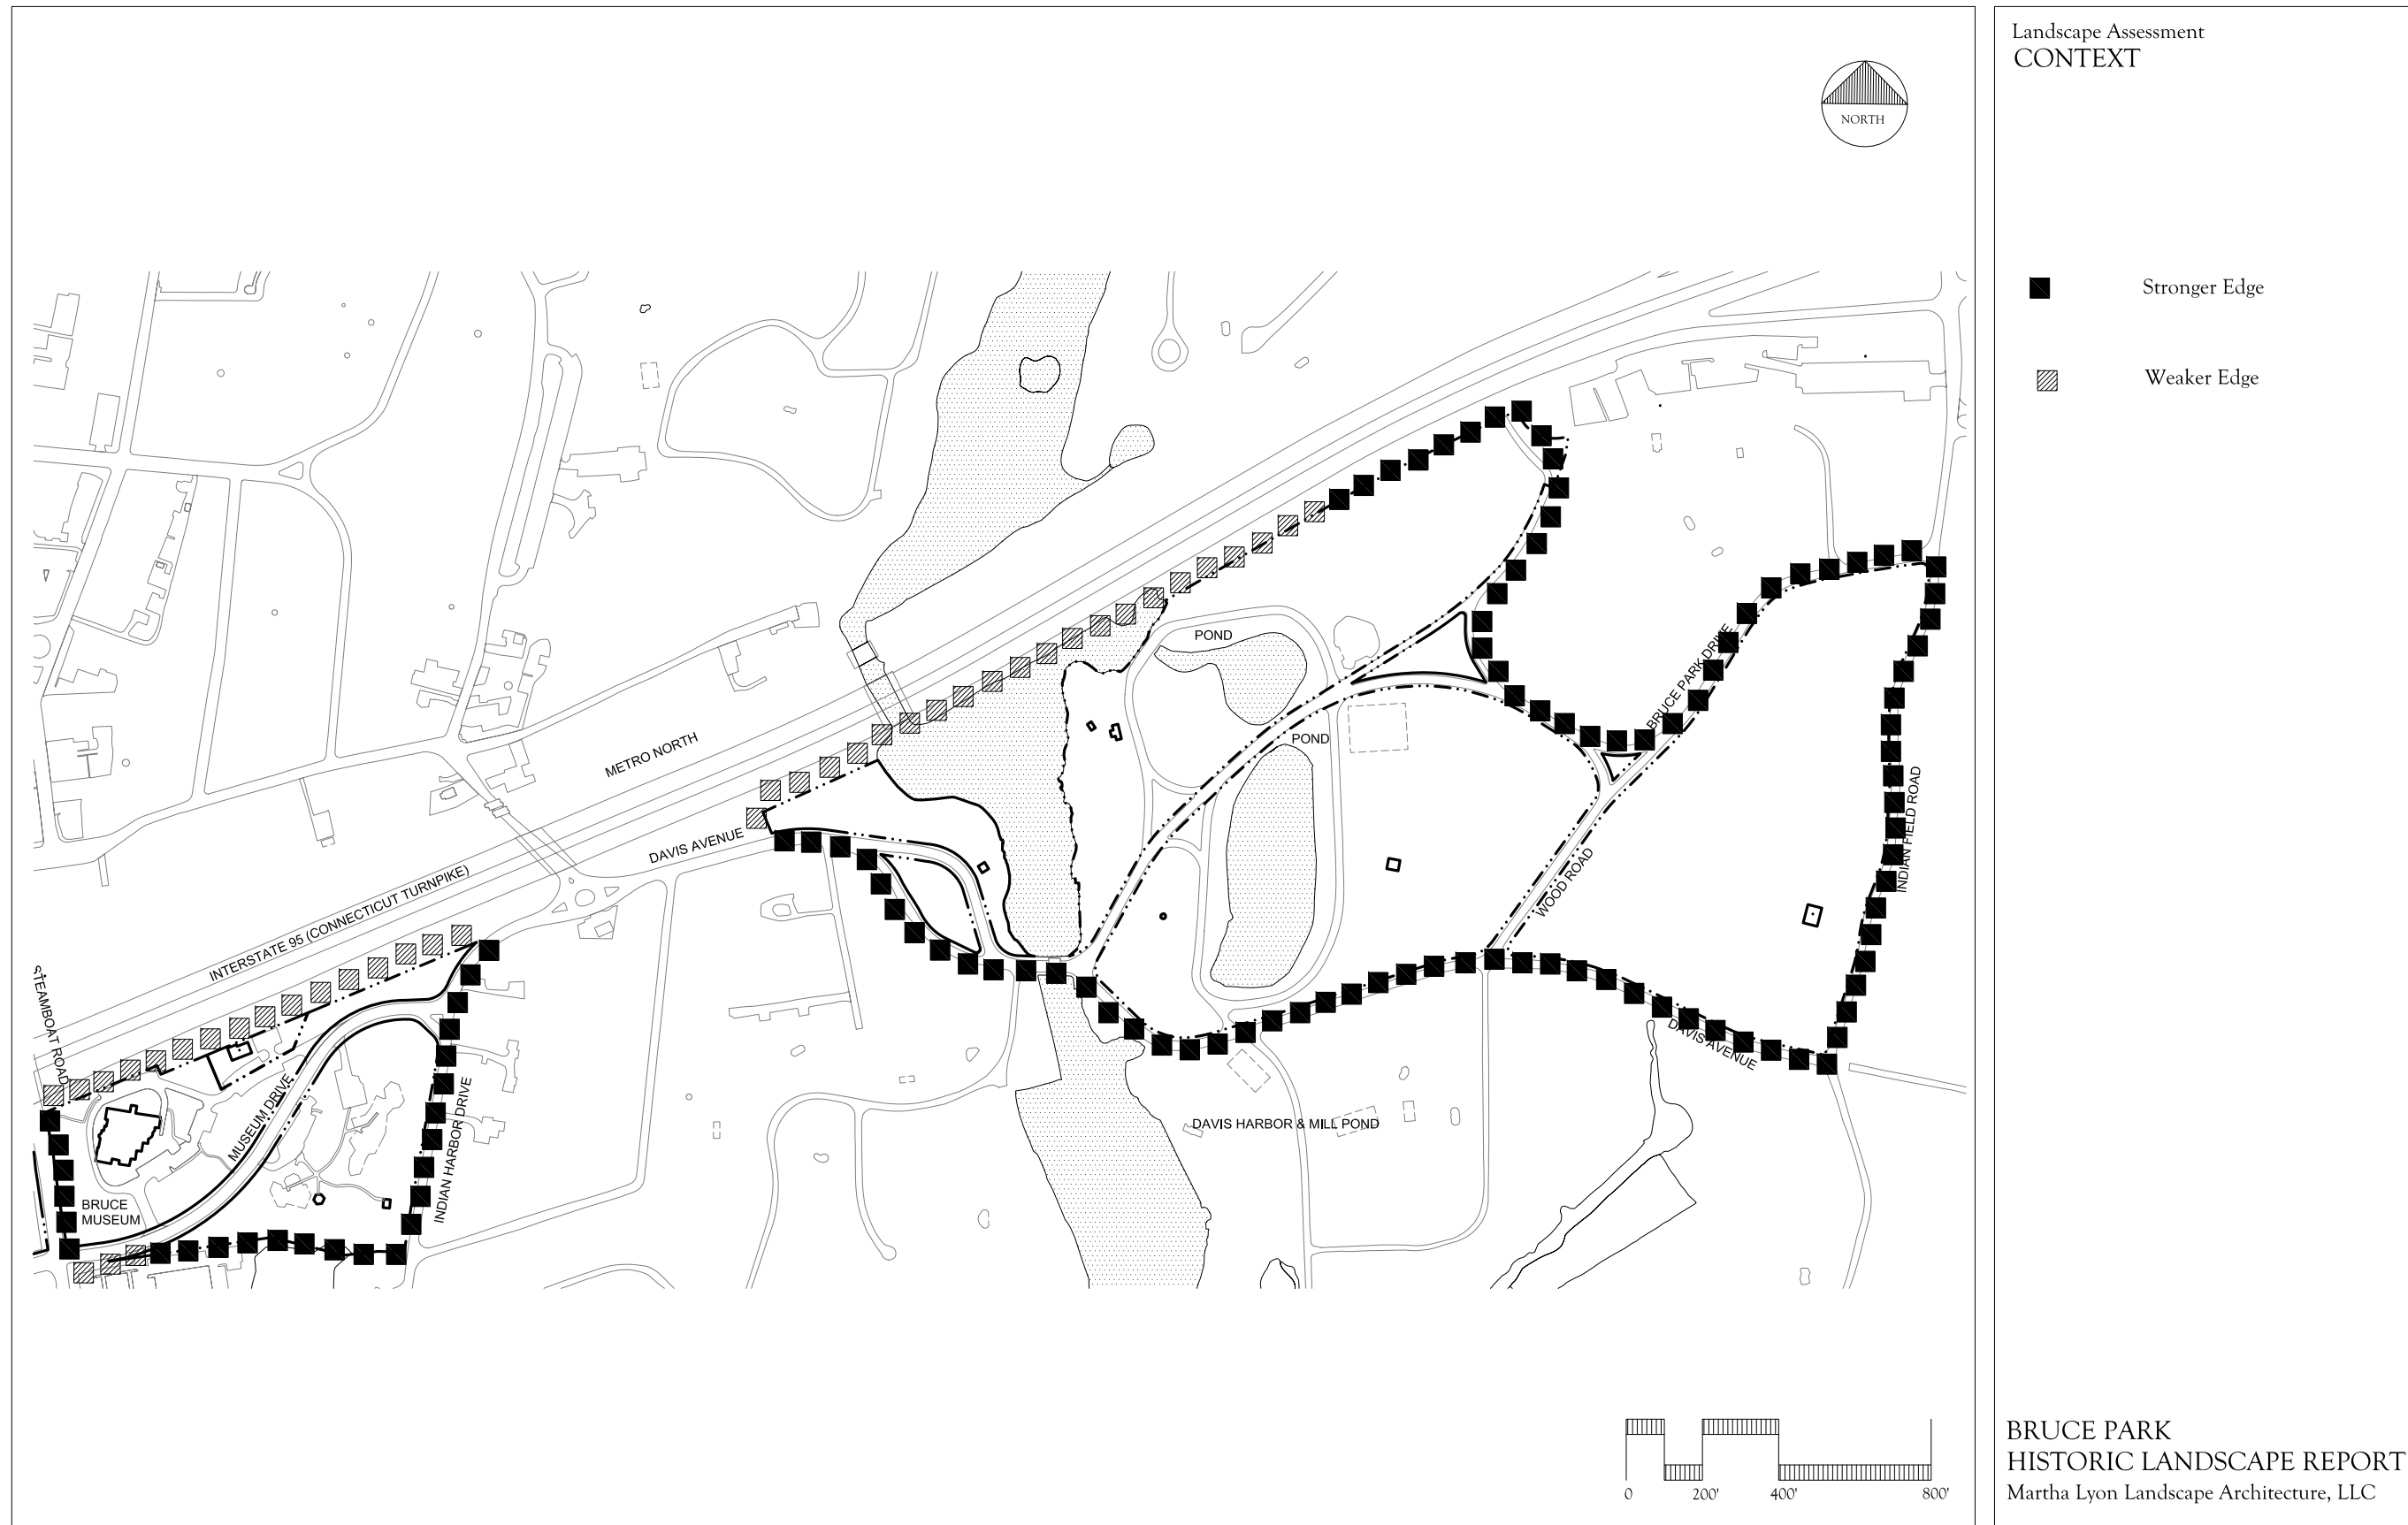 Landscape Assessment
CONTEXT
NORTH
Stronger Edge
Weaker Edge
POND
BRUCE PARK DRIVE
POND
METRO NORTH
DAVIS AVENUE
INDIAN FIELD ROAD
WOOD ROAD
INTERSTATE 95 (CONNECTICUT TURNPIKE)
STEAMBOAT ROAD
DAVIS AVENUE
MUSEUM DRIVE
INDIAN HARBOR DRIVE
DAVIS HARBOR & MILL POND
BRUCE
MUSEUM
0 200' 400' 800'
BRUCE PARK
HISTORIC LANDSCAPE REPORT
Martha Lyon Landscape Architecture, LLC